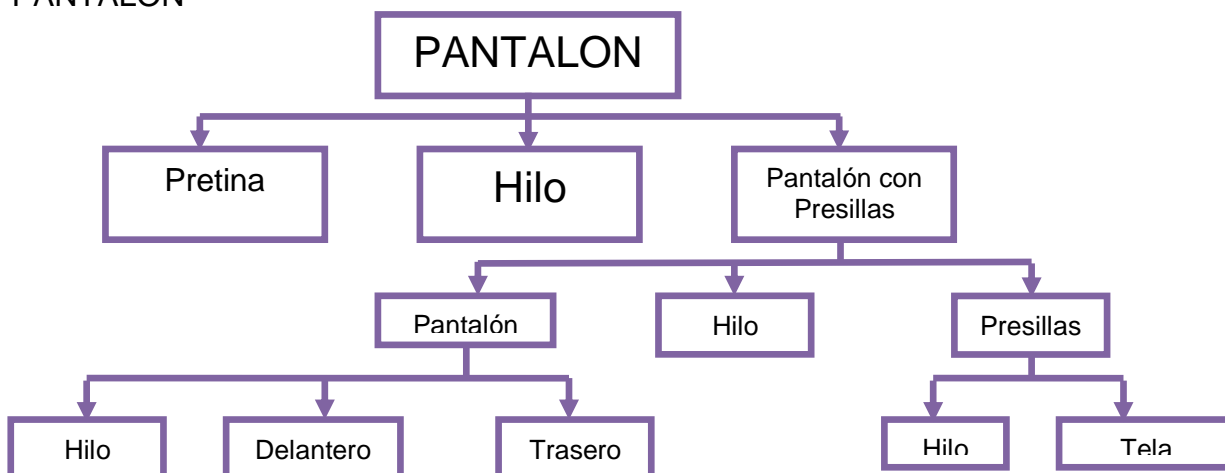 PANTALON
PANTALON
Pretina
Hilo
Pantalón con
Presillas
Pantalón
Hilo
Presillas
Hilo
Delantero
Trasero
Hilo
Tela